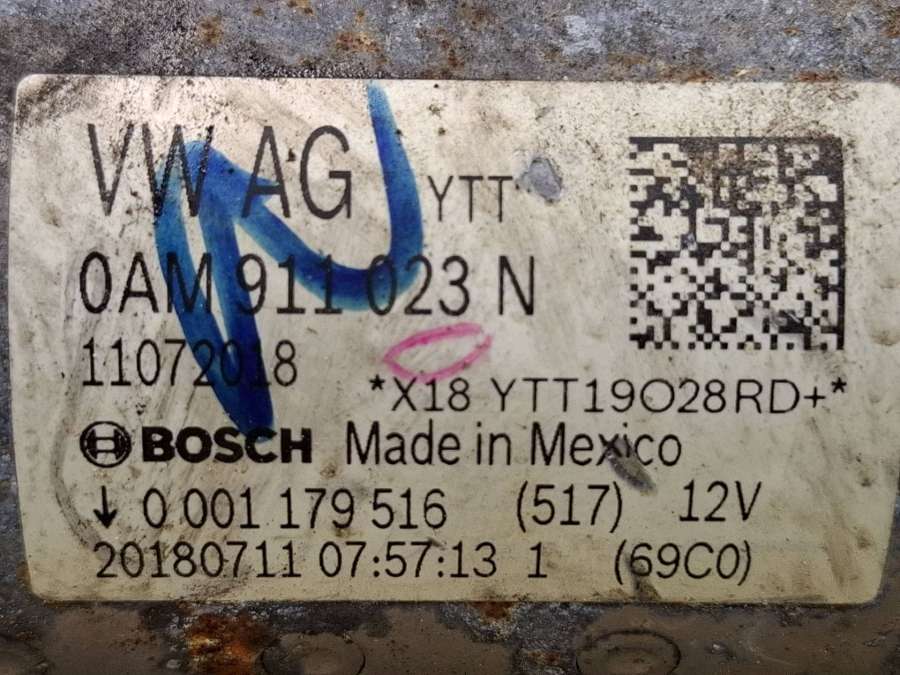 VW AG YTT
0AM 911 023 N
11072018
*X18 YTT19O28RD+*
BOSCH Made in Mexico
↓ 0 001 179 516 (517) 12V
20180711 07:57:13 1 (69C0)